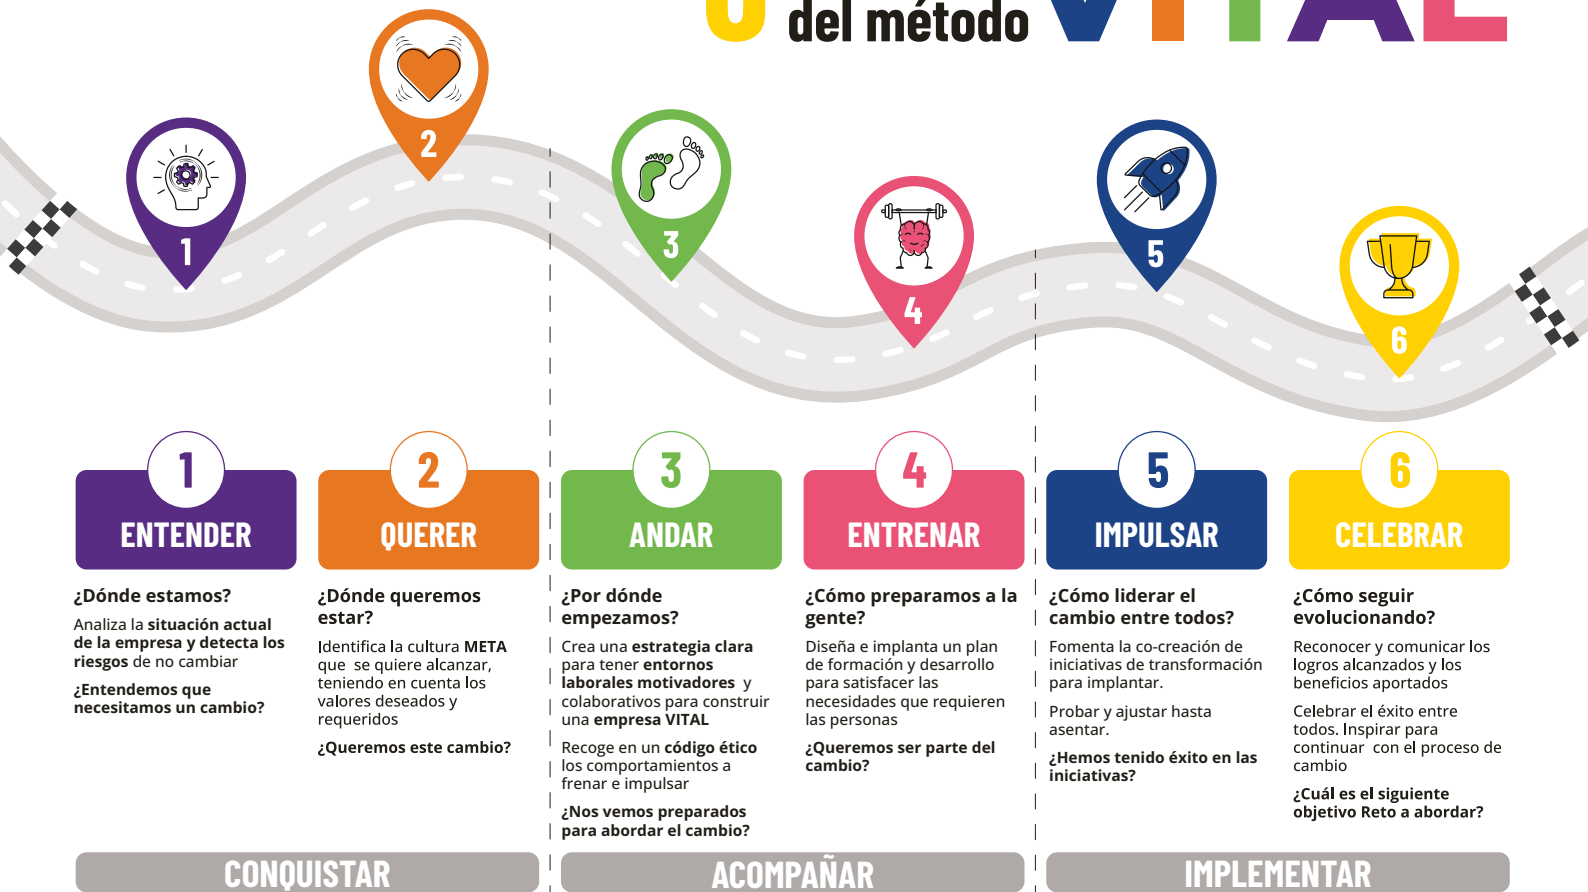 del método VITAL
1
2
3
4
5
6
1
ENTENDER
¿Dónde estamos?
Analiza la situación actual
de la empresa y detecta los
riesgos de no cambiar
¿Entendemos que
necesitamos un cambio?
2
QUERER
¿Dónde queremos
estar?
Identifica la cultura META
que se quiere alcanzar,
teniendo en cuenta los
valores deseados y
requeridos
¿Queremos este cambio?
3
ANDAR
¿Por dónde
empezamos?
Crea una estrategia clara
para tener entornos
laborales motivadores y
colaborativos para construir
una empresa VITAL
Recoge en un código ético
los comportamientos a
frenar e impulsar
¿Nos vemos preparados
para abordar el cambio?
4
ENTRENAR
¿Cómo preparamos a la
gente?
Diseña e implanta un plan
de formación y desarrollo
para satisfacer las
necesidades que requieren
las personas
¿Queremos ser parte del
cambio?
5
IMPULSAR
¿Cómo liderar el
cambio entre todos?
Fomenta la co-creación de
iniciativas de transformación
para implantar.
Probar y ajustar hasta
asentar.
¿Hemos tenido éxito en las
iniciativas?
6
CELEBRAR
¿Cómo seguir
evolucionando?
Reconocer y comunicar los
logros alcanzados y los
beneficios aportados
Celebrar el éxito entre
todos. Inspirar para
continuar con el proceso de
cambio
¿Cuál es el siguiente
objetivo Reto a abordar?
CONQUISTAR
ACOMPAÑAR
IMPLEMENTAR